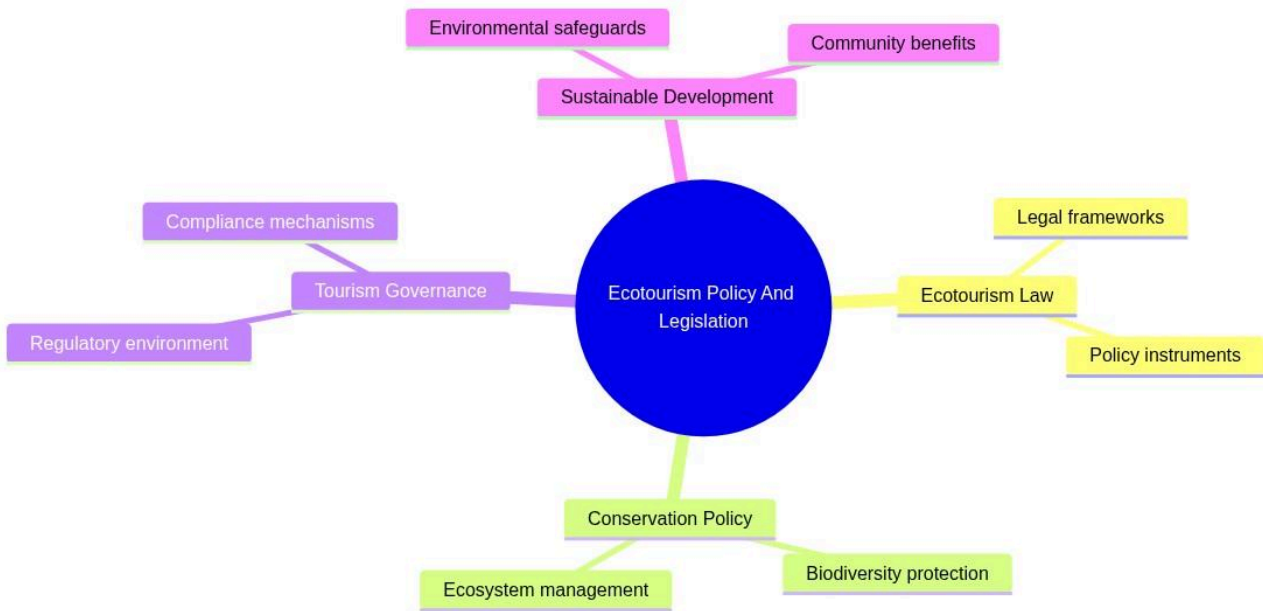 Environmental safeguards
Community benefits
Sustainable Development
Compliance mechanisms
Legal frameworks
Tourism Governance
Ecotourism Policy And
Legislation
Ecotourism Law
Regulatory environment
Policy instruments
Conservation Policy
Ecosystem management
Biodiversity protection